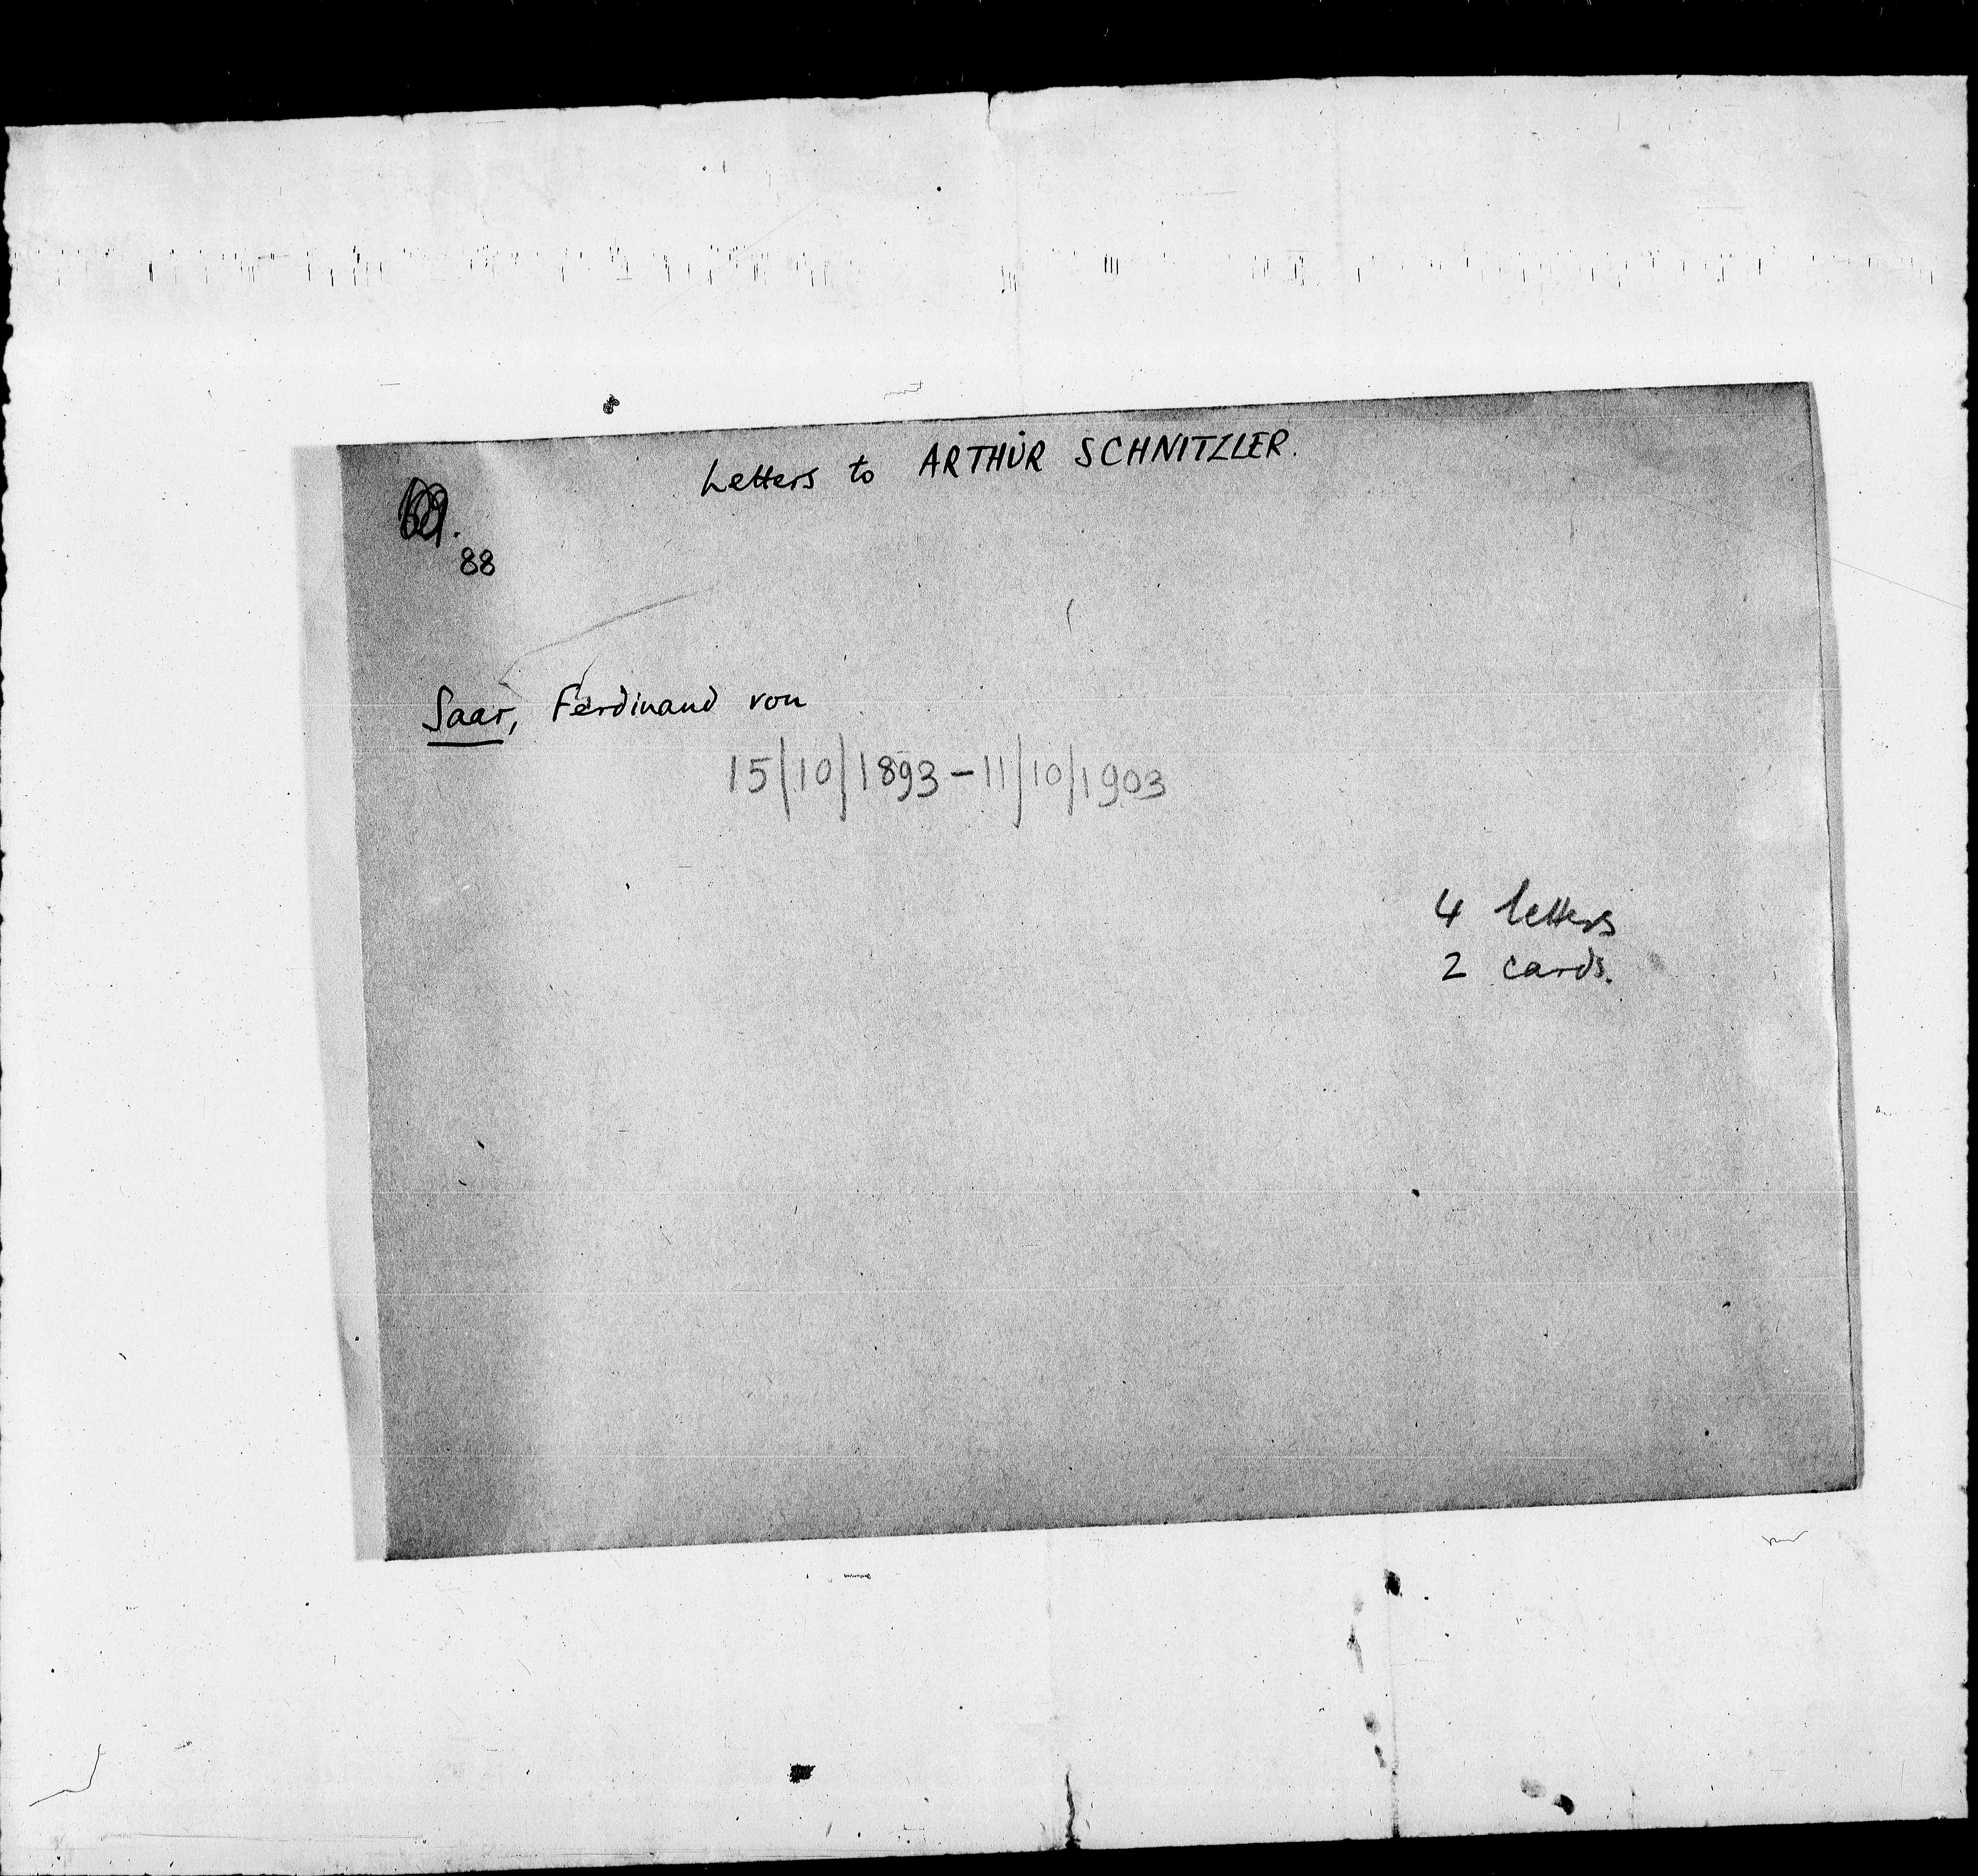 Letters to ARTHUR SCHNITZLER.
88
Saar, Ferdinand von
15/10/1893 - 11/10/1903
4 letters
2 cards.